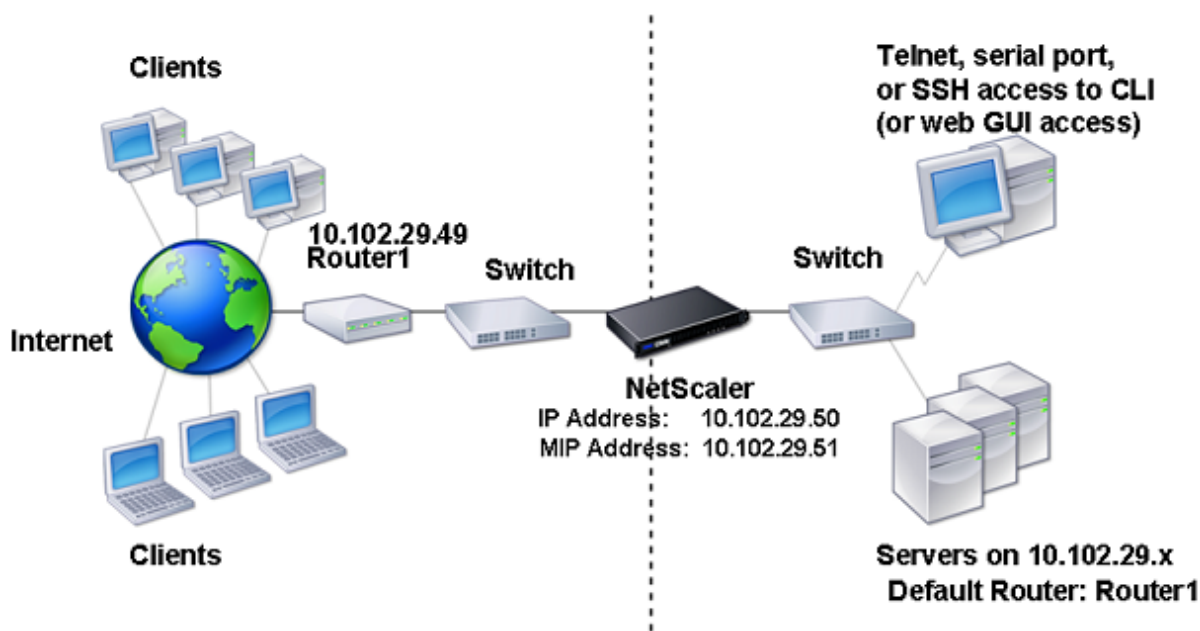 Clients
Telnet, serial port,
or SSH access to CLI
(or web GUI access)
10.102.29.49
Router1
Switch
Switch
Internet
NetScaler
IP Address: 10.102.29.50
MIP Address: 10.102.29.51
Clients
Servers on 10.102.29.x
Default Router: Router1